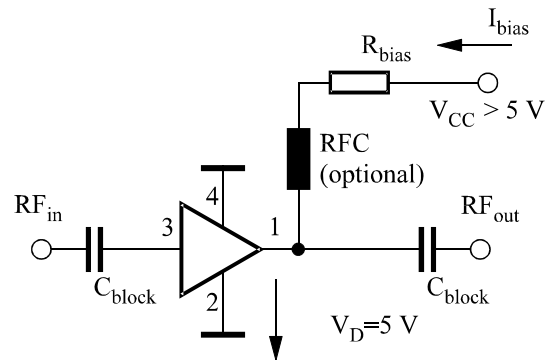 I_bias
R_bias
V_CC > 5 V
RFC
(optional)
RF_in
4
3
1
RF_out
C_block
2
C_block
V_D=5 V